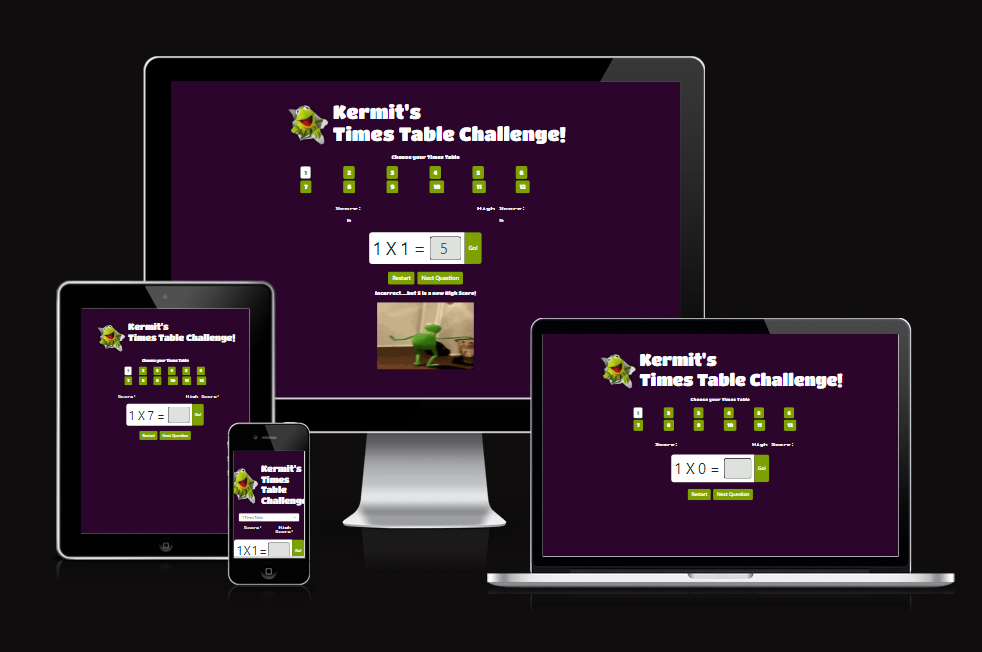 Kermit's
Times Table Challenge!
Choose your Times Table
1 2 3 4 5 6
7 8 9 10 11 12
Score: High Score:
5 5
1 X 1 = 5 Go!
Restart Next Question
Incorrect....but 5 is a new High Score!
Kermit's
Times Table Challenge!
Choose your Times Table
1 2 3 4 5 6
7 8 9 10 11 12
Score: High Score:
1 X 7 = Go!
Restart Next Question
Kermit's
Times
Table
Challenge
1 Times Table
Score: High
Score:
1 X 1 = Go!
Kermit's
Times Table Challenge!
Choose your Times Table
1 2 3 4 5 6
7 8 9 10 11 12
Score: High Score:
1 X 0 = Go!
Restart Next Question